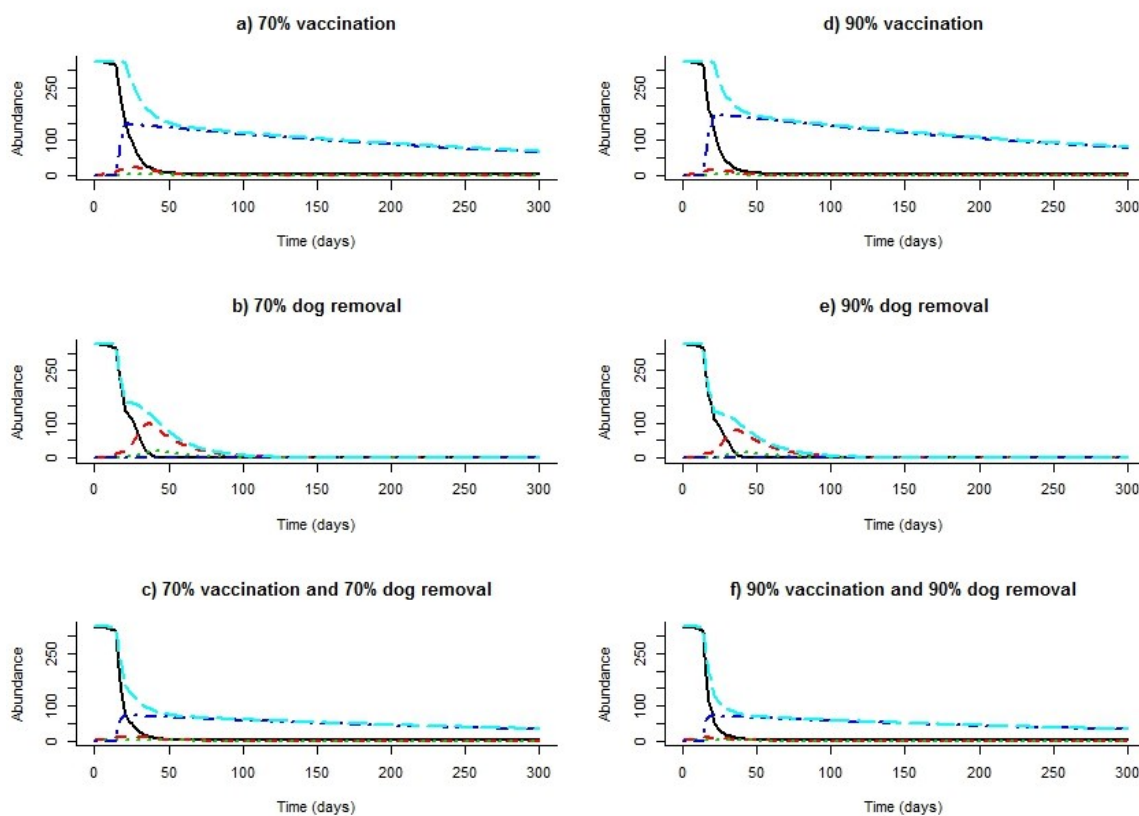 a) 70% vaccination
Abundance
0 100 250
0 50 100 150 200 250 300
Time (days)
d) 90% vaccination
Abundance
0 100 250
0 50 100 150 200 250 300
Time (days)
b) 70% dog removal
Abundance
0 100 250
0 50 100 150 200 250 300
Time (days)
e) 90% dog removal
Abundance
0 100 250
0 50 100 150 200 250 300
Time (days)
c) 70% vaccination and 70% dog removal
Abundance
0 100 250
0 50 100 150 200 250 300
Time (days)
f) 90% vaccination and 90% dog removal
Abundance
0 100 250
0 50 100 150 200 250 300
Time (days)